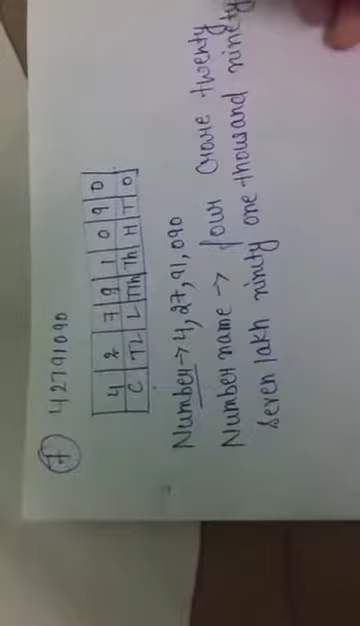 7 42791090
4 2 7 9 1 0 9 0
C TL L TTh Th H T O
Number→ 4,27,91,090
Number name → four crore twenty
seven lakh ninity one thousand ninety